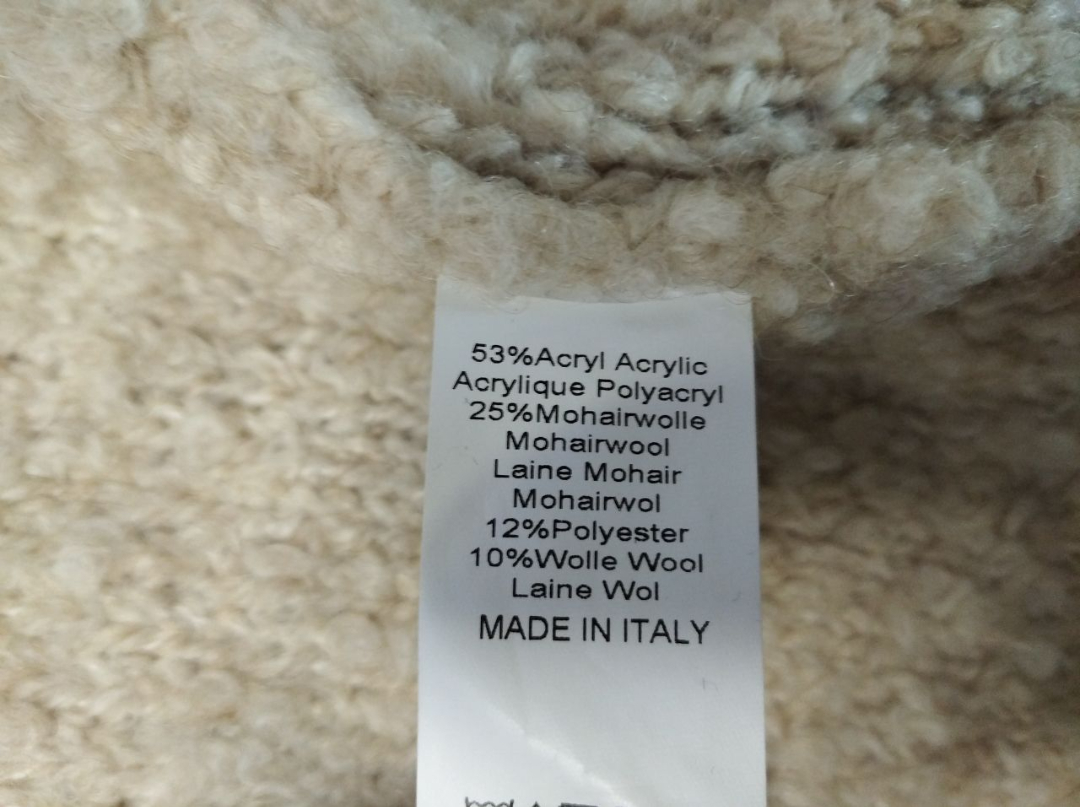 53%Acryl Acrylic
Acrylique Polyacryl
25%Mohairwolle
Mohairwool
Laine Mohair
Mohairwol
12%Polyester
10%Wolle Wool
Laine Wol
MADE IN ITALY